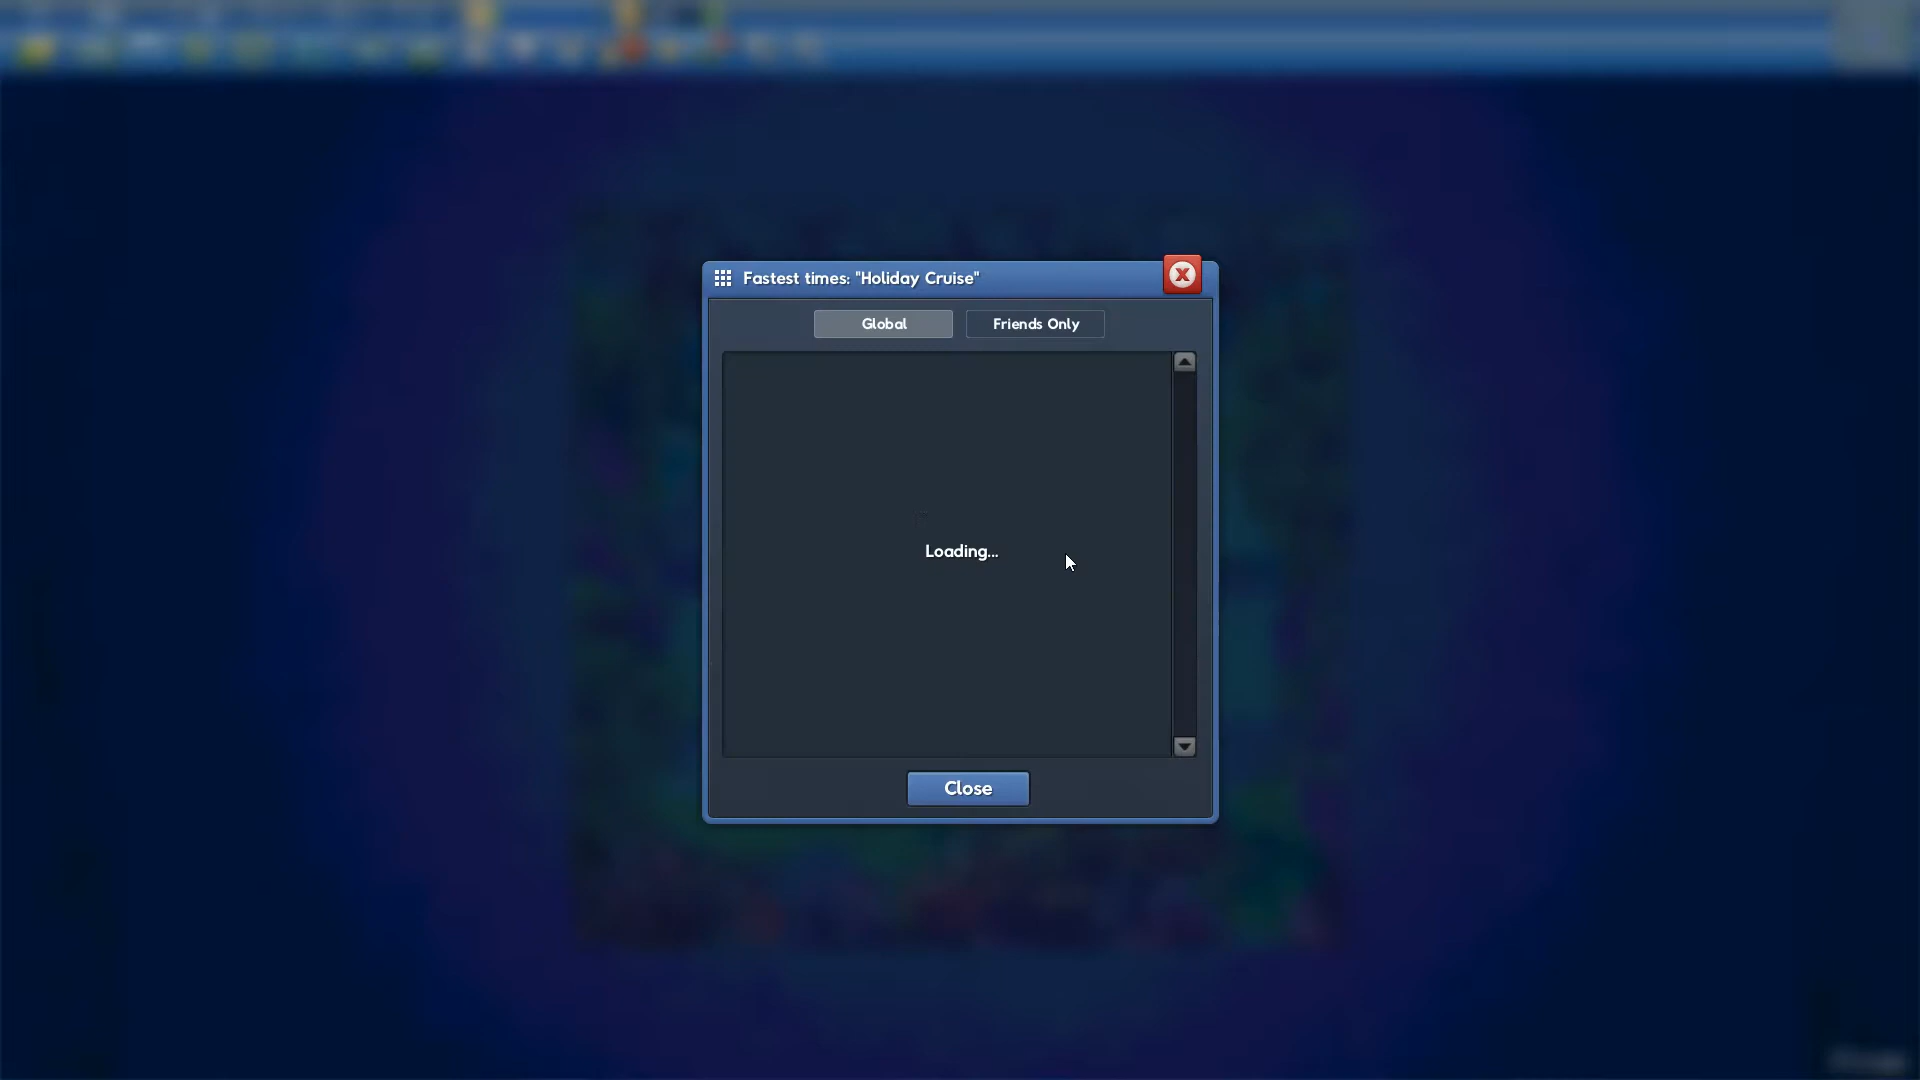 Fastest times: "Holiday Cruise"
Global
Friends Only
Loading...
Close